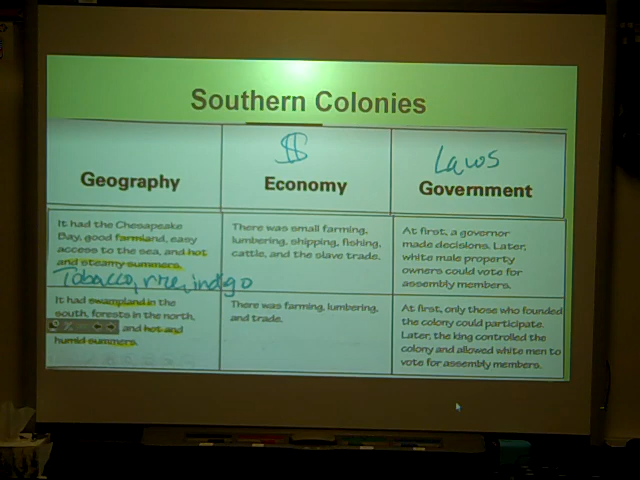 Southern Colonies
$
Laws
Geography
Economy
Government
It had the Chesapeake
Bay, good farmland, easy
access to the sea, and hot
and steamy summers.
Tobacco, rice, indigo
There was small farming,
lumbering, shipping, fishing,
cattle, and the slave trade.
At first, a governor
made decisions. Later,
white male property
owners could vote for
assembly members.
It had swampland in the
south, forests in the north,
and hot and
humid summers.
There was farming, lumbering,
and trade.
At first, only those who founded
the colony could participate.
Later, the king controlled the
colony and allowed white men to
vote for assembly members.